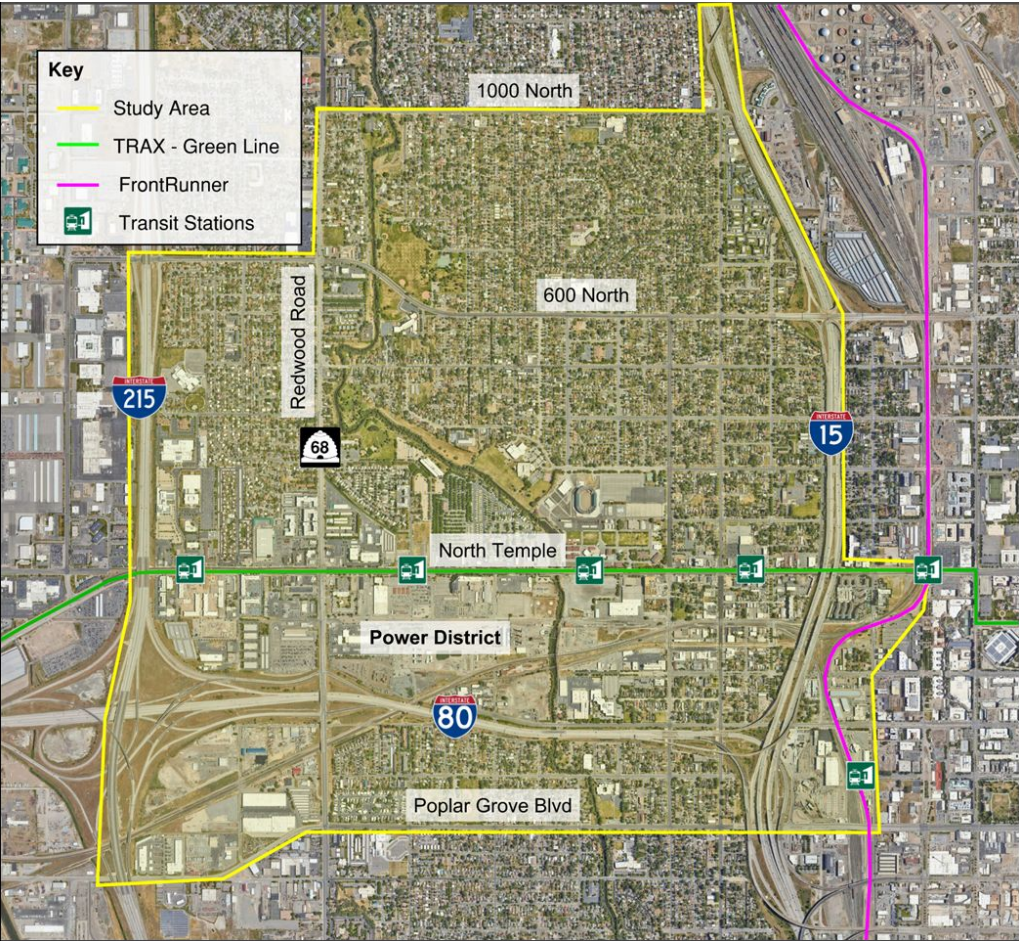 Key
Study Area
TRAX - Green Line
FrontRunner
Transit Stations
1000 North
600 North
Redwood Road
INTERSTATE
215
INTERSTATE
15
68
North Temple
Power District
INTERSTATE
80
Poplar Grove Blvd